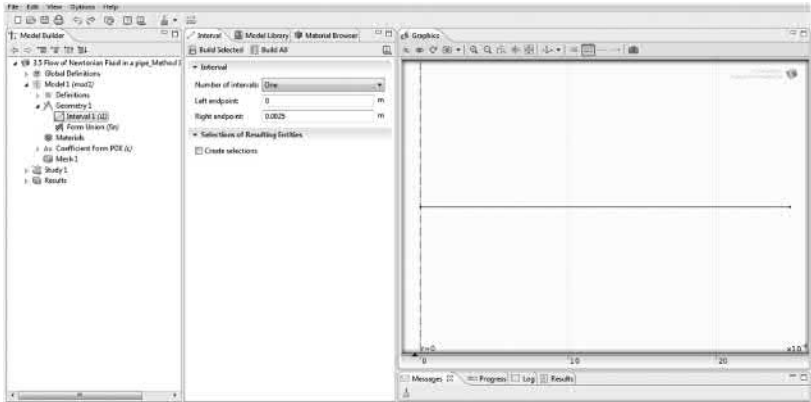 File Edit View Options Help
Model Builder
3.5 Flow of Newtonian Fluid in a pipe_Method I
Global Definitions
Model 1 (mod1)
Definitions
Geometry 1
Interval 1 (i1)
Form Union (fin)
Materials
Coefficient Form PDE (c)
Mesh 1
Study 1
Results
Interval Model Library Material Browser
Build Selected Build All
Interval
Number of intervals: One
Left endpoint: 0 m
Right endpoint: 0.0025 m
Selections of Resulting Entities
Create selections
Graphics
r=0
0 10 20
Messages Progress Log Results